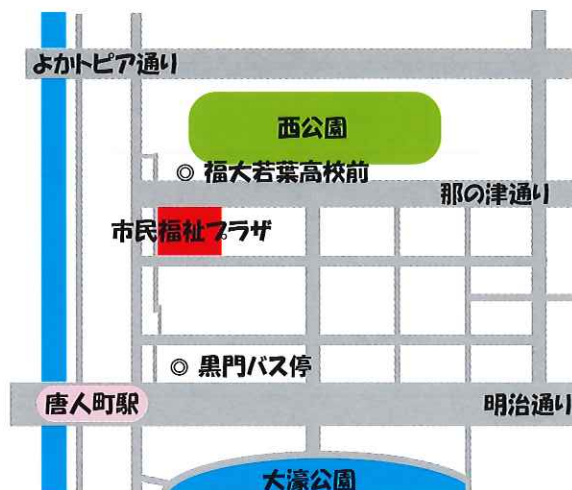 よかトピア通り
西公園
◎ 福大若葉高校前
那の津通り
市民福祉プラザ
◎ 黒門バス停
唐人町駅
明治通り
大濠公園